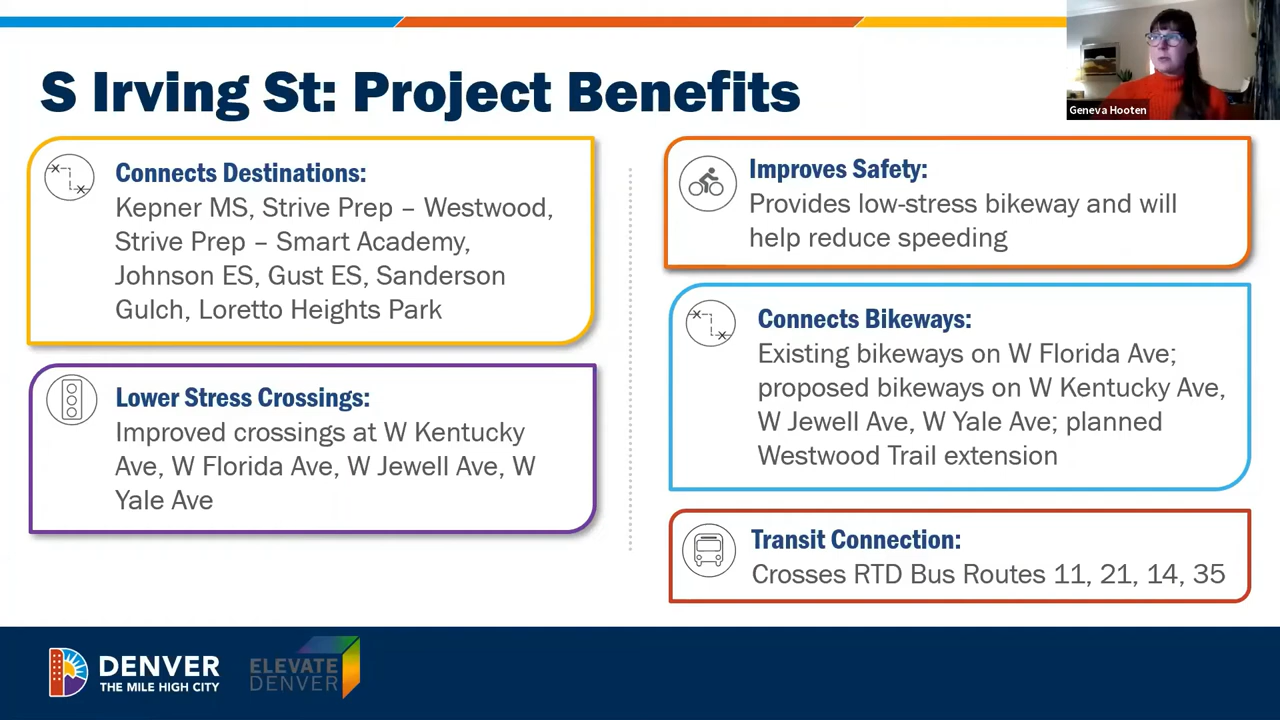 S Irving St: Project Benefits
Geneva Hooten
Connects Destinations:
Kepner MS, Strive Prep – Westwood,
Strive Prep – Smart Academy,
Johnson ES, Gust ES, Sanderson
Gulch, Loretto Heights Park
Lower Stress Crossings:
Improved crossings at W Kentucky
Ave, W Florida Ave, W Jewell Ave, W
Yale Ave
Improves Safety:
Provides low-stress bikeway and will
help reduce speeding
Connects Bikeways:
Existing bikeways on W Florida Ave;
proposed bikeways on W Kentucky Ave,
W Jewell Ave, W Yale Ave; planned
Westwood Trail extension
Transit Connection:
Crosses RTD Bus Routes 11, 21, 14, 35
DENVER
THE MILE HIGH CITY
ELEVATE
DENVER